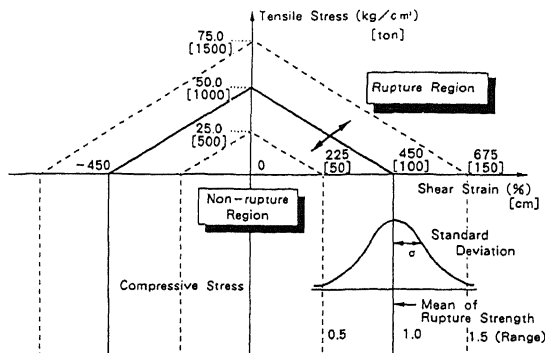 Tensile Stress (kg/cm²)
[ton]
75.0
[1500]
50.0
[1000]
25.0
[500]
Rupture Region
-450
0
225
[50]
450
[100]
675
[150]
Shear Strain (%)
[cm]
Non-rupture
Region
Standard
Deviation
σ
Compressive Stress
Mean of
Rupture Strength
0.5
1.0
1.5 (Range)